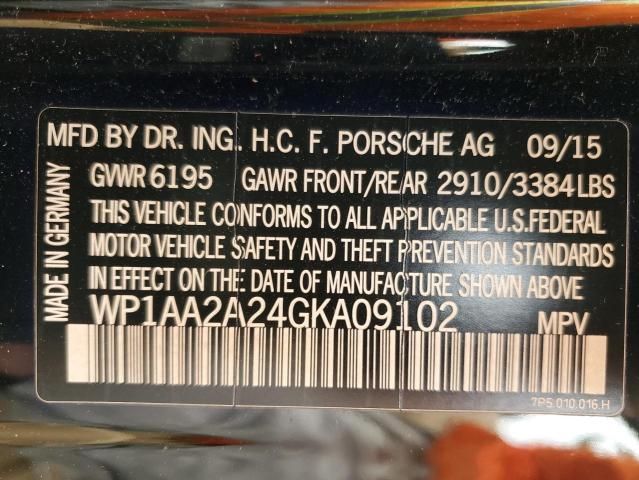 MFD BY DR. ING. H.C. F. PORSCHE AG 09/15
GVWR 6195 GAWR FRONT/REAR 2910/3384LBS
THIS VEHICLE CONFORMS TO ALL APPLICABLE U.S.FEDERAL
MOTOR VEHICLE SAFETY AND THEFT PREVENTION STANDARDS
IN EFFECT ON THE DATE OF MANUFACTURE SHOWN ABOVE
WP1AA2A24GKA09102 MPV
MADE IN GERMANY
7P5.010.016.H